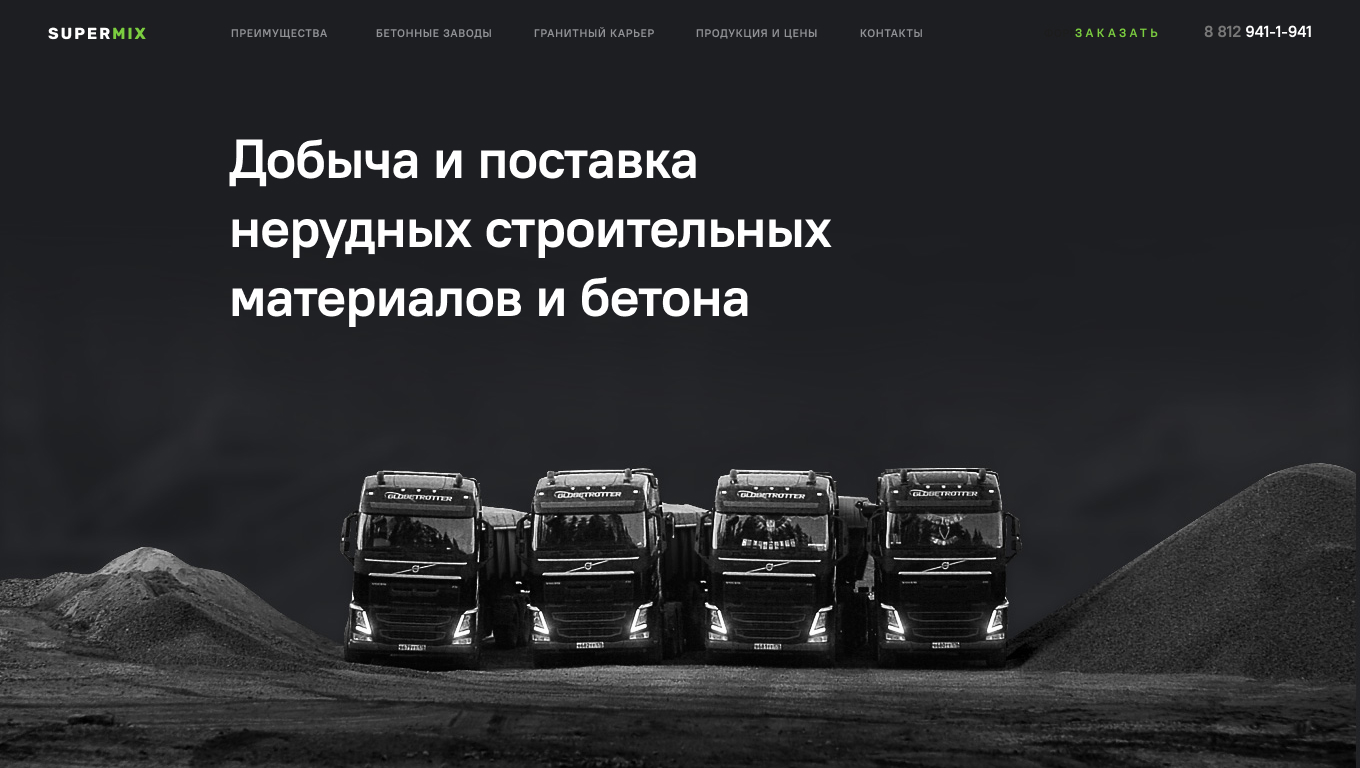 SUPERMIX
ПРЕИМУЩЕСТВА
БЕТОННЫЕ ЗАВОДЫ
ГРАНИТНЫЙ КАРЬЕР
ПРОДУКЦИЯ И ЦЕНЫ
КОНТАКТЫ
ЗАКАЗАТЬ
8 812 941-1-941
Добыча и поставка
нерудных строительных
материалов и бетона
GLOBETROTTER
GLOBETROTTER
GLOBETROTTER
GLOBETROTTER